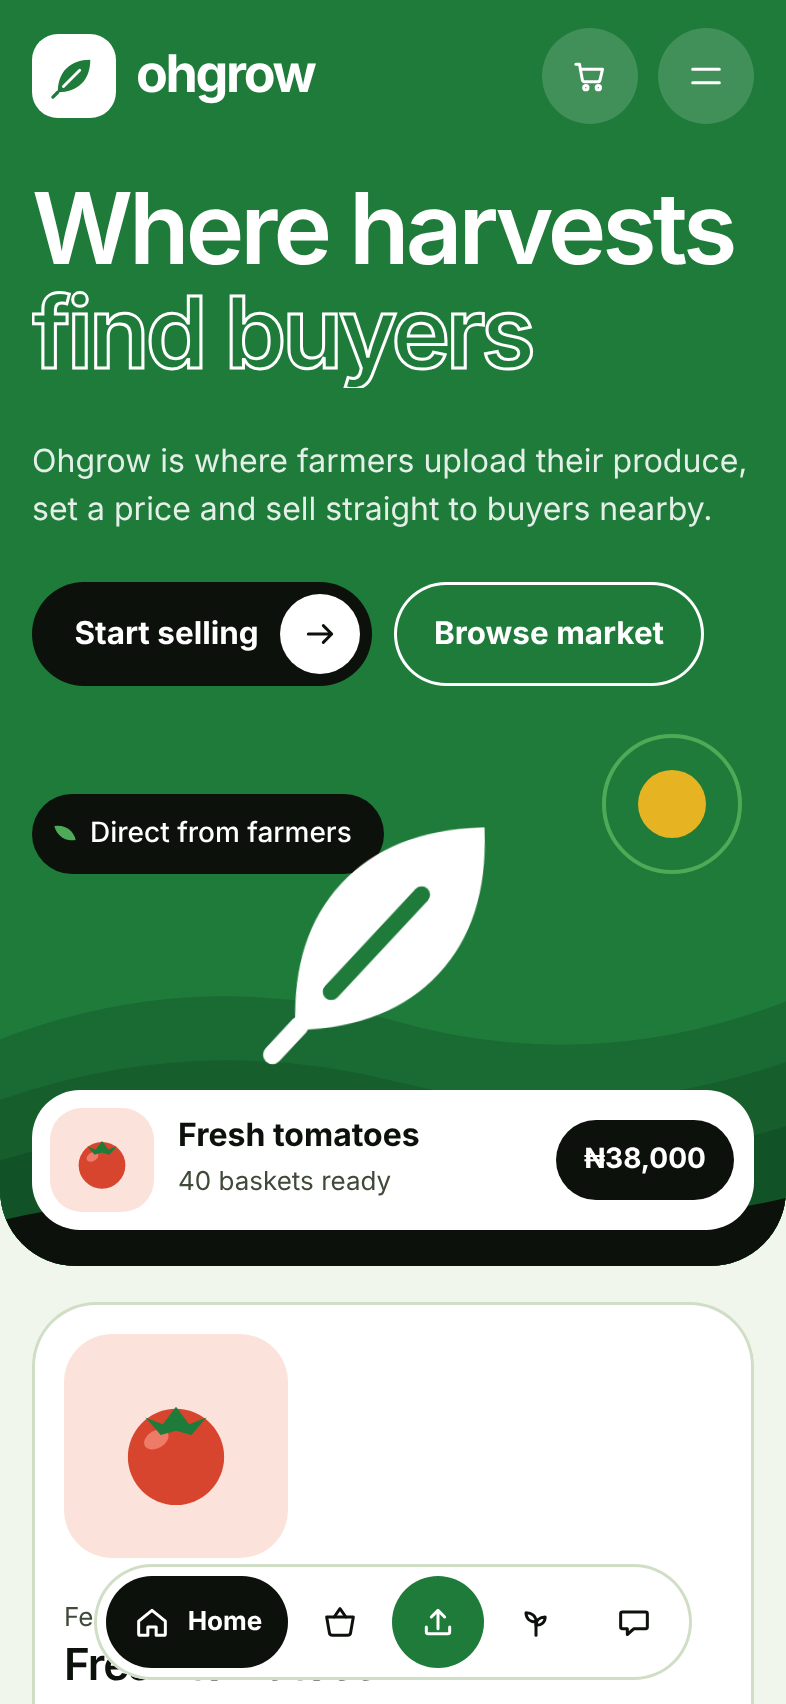 ohgrow
Where harvests
find buyers
Ohgrow is where farmers upload their produce,
set a price and sell straight to buyers nearby.
Start selling
Browse market
Direct from farmers
Fresh tomatoes
40 baskets ready
₦38,000
Home